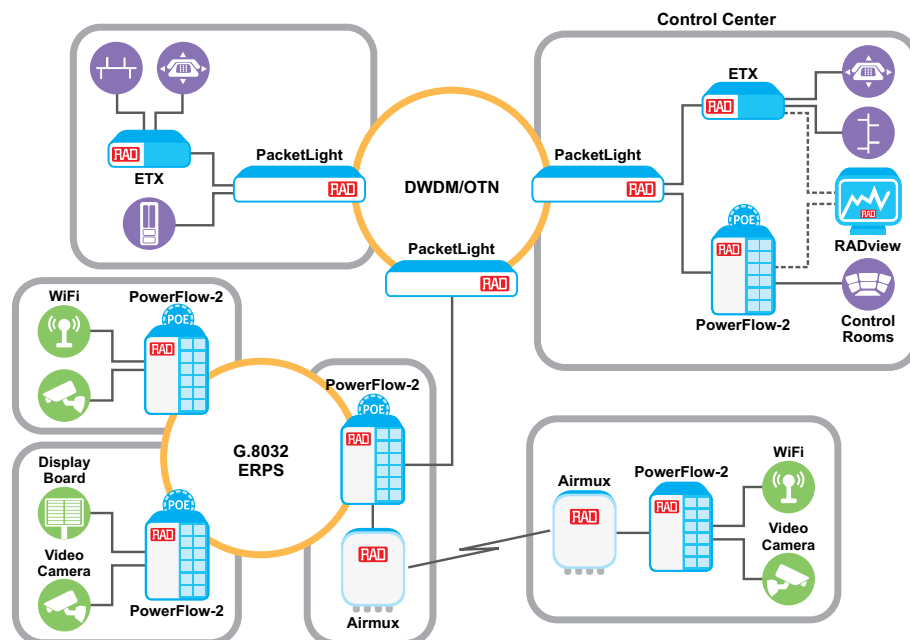 Control Center
ETX
RAD
PacketLight
RAD
DWDM/OTN
PacketLight
RAD
ETX
RAD
POE
RAD
PowerFlow-2
RAD
RADview
Control
Rooms
PacketLight
RAD
WiFi
PowerFlow-2
POE
RAD
G.8032
ERPS
PowerFlow-2
POE
RAD
Display
Board
Video
Camera
POE
RAD
PowerFlow-2
RAD
Airmux
Airmux
RAD
PowerFlow-2
RAD
WiFi
Video
Camera